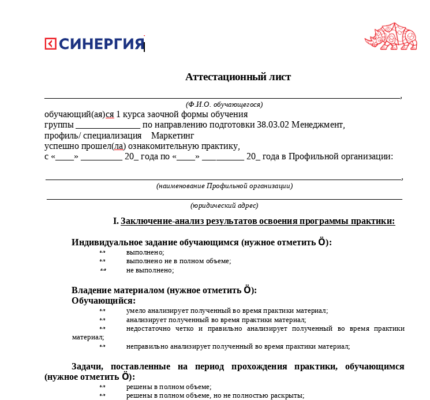 СИНЕРГИЯ
Аттестационный лист
(Ф.И.О. обучающегося)
обучающий(ая)ся 1 курса заочной формы обучения
группы ______________ по направлению подготовки 38.03.02 Менеджмент,
профиль/ специализация Маркетинг
успешно прошел(ла) ознакомительную практику,
с «____» _________ 20_ года по «____» _________ 20_ года в Профильной организации:
(наименование Профильной организации)
(юридический адрес)
I. Заключение-анализ результатов освоения программы практики:
Индивидуальное задание обучающимся (нужное отметить Ö):
выполнено;
выполнено не в полном объеме;
не выполнено;
Владение материалом (нужное отметить Ö):
Обучающийся:
умело анализирует полученный во время практики материал;
анализирует полученный во время практики материал;
недостаточно четко и правильно анализирует полученный во время практики
материал;
неправильно анализирует полученный во время практики материал;
Задачи, поставленные на период прохождения практики, обучающимся
(нужное отметить Ö):
решены в полном объеме;
решены в полном объеме, но не полностью раскрыты;